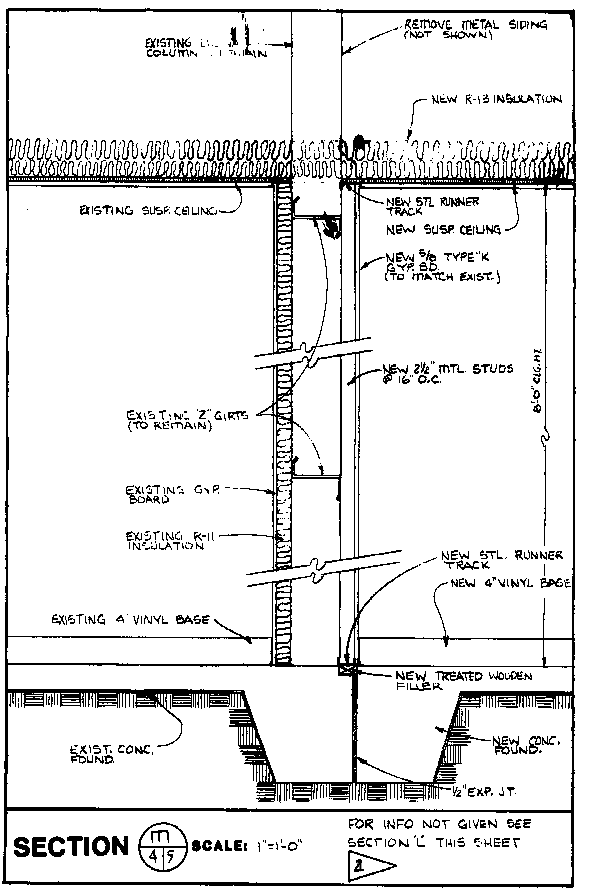 EXISTING
COLUMN
REMOVE METAL SIDING
(NOT SHOWN)
NEW R-13 INSULATION
EXISTING SUSP. CEILING
NEW STL RUNNER
TRACK
NEW SUSP. CEILING
NEW 5/8 TYPE "K
GYP. BD.
(TO MATCH EXIST.)
NEW 2½" MTL STUDS
@ 16" O.C.
8'-0" CLG. HT
EXISTING "Z" GIRTS
(TO REMAIN)
EXISTING GYP.
BOARD
EXISTING R-11
INSULATION
NEW STL. RUNNER
TRACK
NEW 4" VINYL BASE
EXISTING 4" VINYL BASE
NEW TREATED WOODEN
FILLER
EXIST. CONC.
FOUND.
NEW CONC.
FOUND.
½" EXP. JT.
SECTION
M
4 5
SCALE: 1"=1'-0"
FOR INFO NOT GIVEN SEE
SECTION 'L' THIS SHEET
2